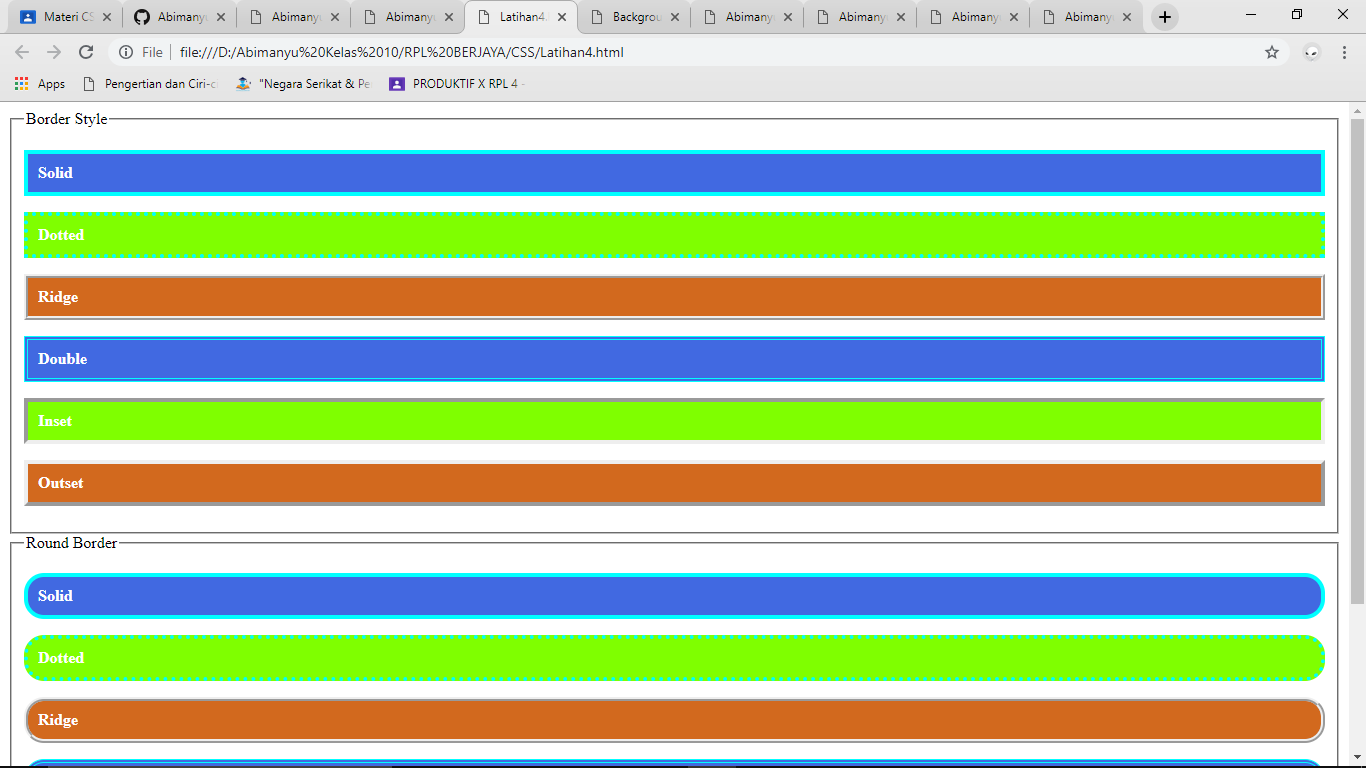 Materi CS Abimanyu Abimanyu Abimanyu Latihan4. Backgrou Abimanyu Abimanyu Abimanyu Abimanyu
File file:///D:/Abimanyu%20Kelas%2010/RPL%20BERJAYA/CSS/Latihan4.html
Apps Pengertian dan Ciri-c "Negara Serikat & Pe PRODUKTIF X RPL 4 -
Border Style
Solid
Dotted
Ridge
Double
Inset
Outset
Round Border
Solid
Dotted
Ridge